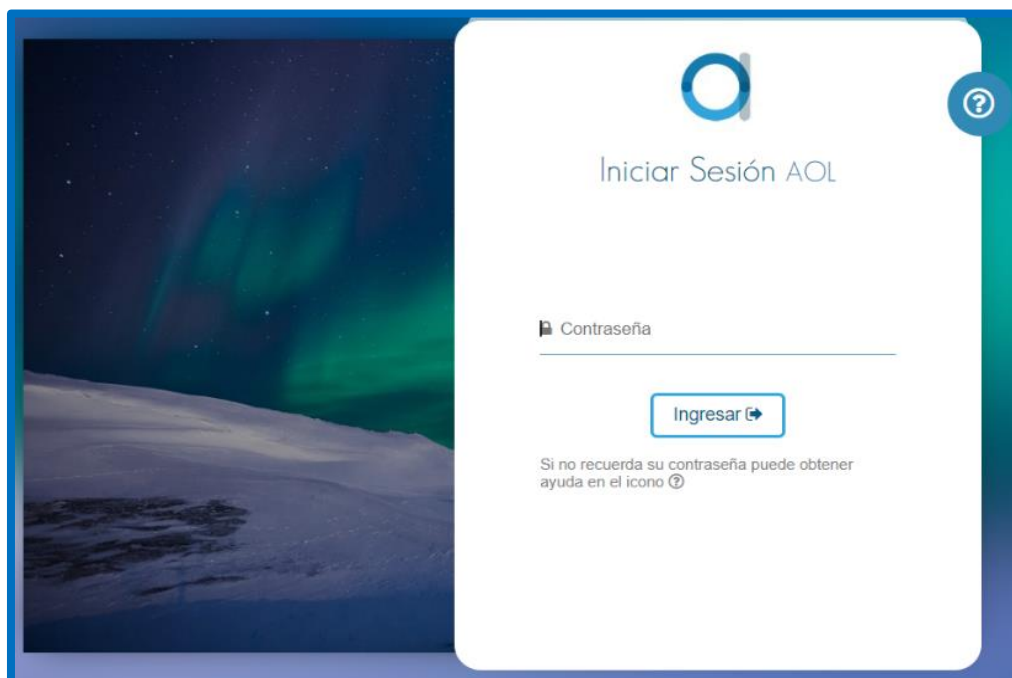 Iniciar Sesión AOL
Contraseña
Ingresar
Si no recuerda su contraseña puede obtener
ayuda en el icono